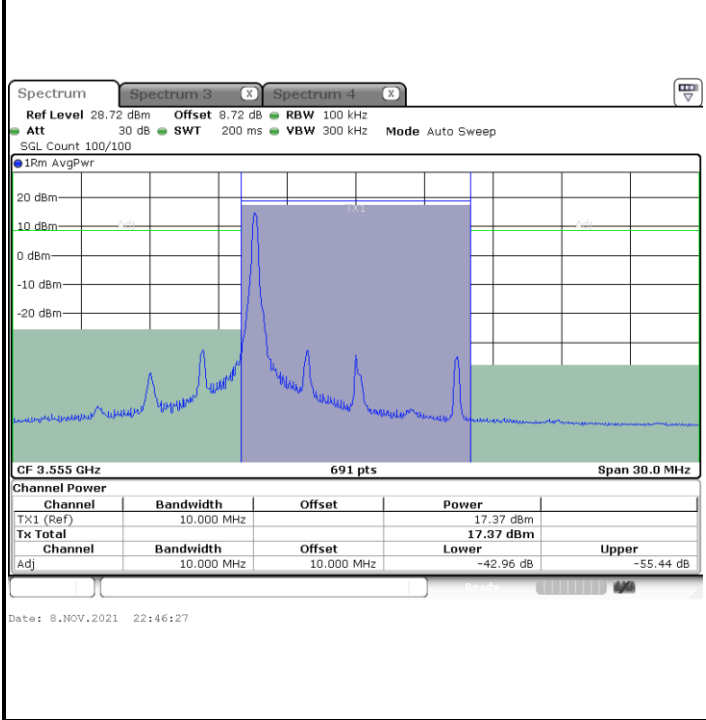 Spectrum Spectrum 3 X Spectrum 4 X
Ref Level 28.72 dBm Offset 8.72 dB RBW 100 kHz
Att 30 dB SWT 200 ms VBW 300 kHz Mode Auto Sweep
SGL Count 100/100
1Rm AvgPwr
20 dBm
TX1
10 dBm Adj Adj
0 dBm
-10 dBm
-20 dBm
CF 3.555 GHz 691 pts Span 30.0 MHz
Channel Power
Channel Bandwidth Offset Power
TX1 (Ref) 10.000 MHz 17.37 dBm
Tx Total 17.37 dBm
Channel Bandwidth Offset Lower Upper
Adj 10.000 MHz 10.000 MHz -42.96 dB -55.44 dB
Ready
Date: 8.NOV.2021 22:46:27